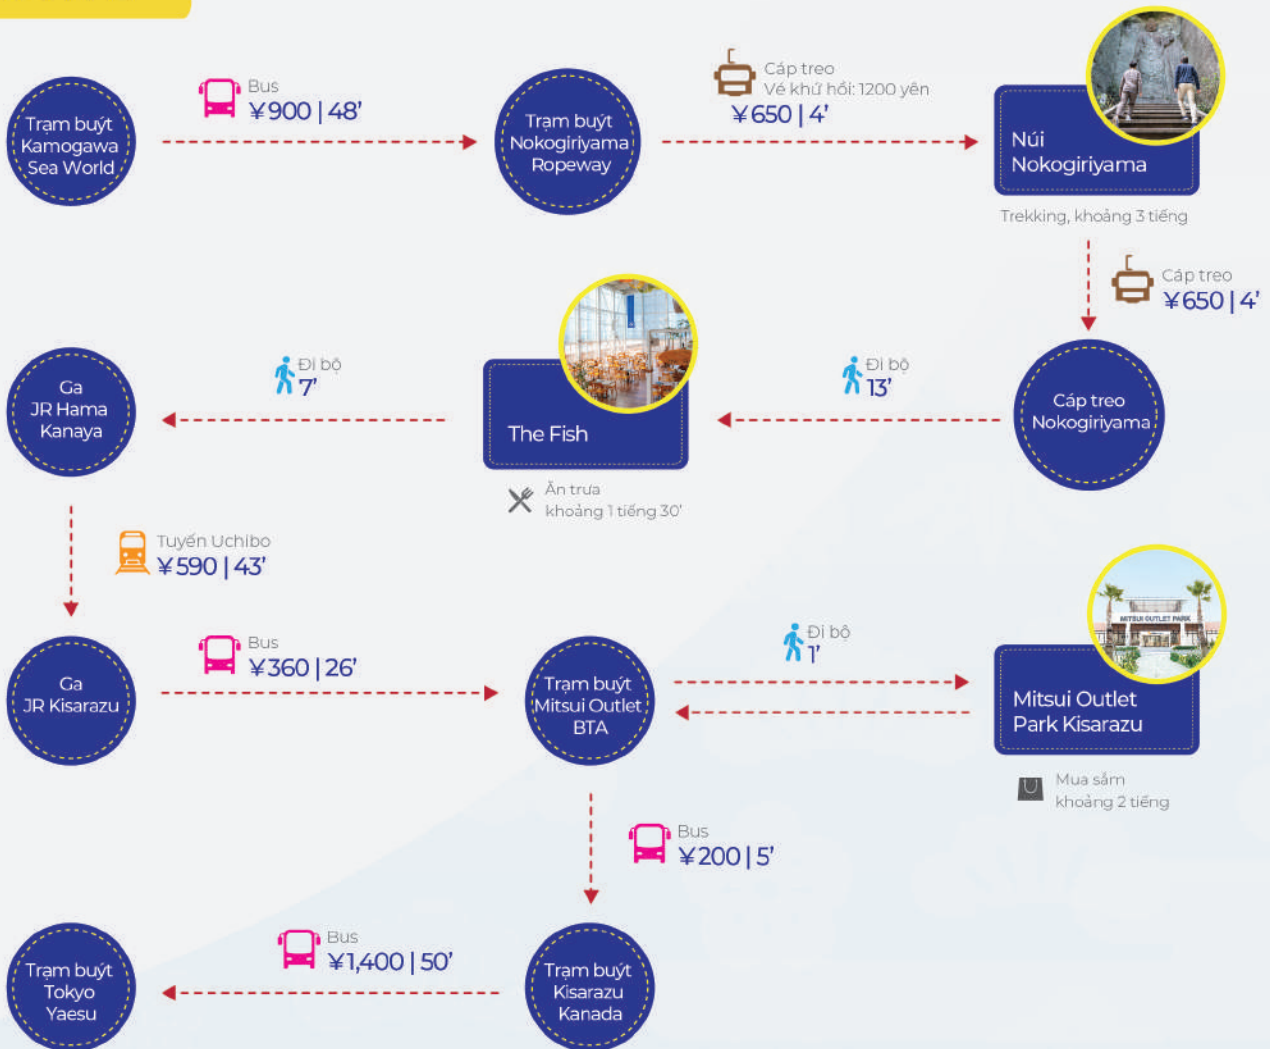 Trạm buýt
Kamogawa
Sea World
Bus
¥900 | 48’
Trạm buýt
Nokogiriyama
Ropeway
Cáp treo
Vé khứ hồi: 1200 yên
¥650 | 4’
Núi
Nokogiriyama
Trekking, khoảng 3 tiếng
Cáp treo
¥650 | 4’
Cáp treo
Nokogiriyama
Đi bộ
13’
The Fish
Ăn trưa
khoảng 1 tiếng 30’
Đi bộ
7’
Ga
JR Hama
Kanaya
Tuyến Uchibo
¥590 | 43’
Ga
JR Kisarazu
Bus
¥360 | 26’
Trạm buýt
Mitsui Outlet
BTA
Đi bộ
1’
MITSUI OUTLET PARK
Mitsui Outlet
Park Kisarazu
Mua sắm
khoảng 2 tiếng
Bus
¥200 | 5’
Trạm buýt
Kisarazu
Kanada
Bus
¥1,400 | 50’
Trạm buýt
Tokyo
Yaesu